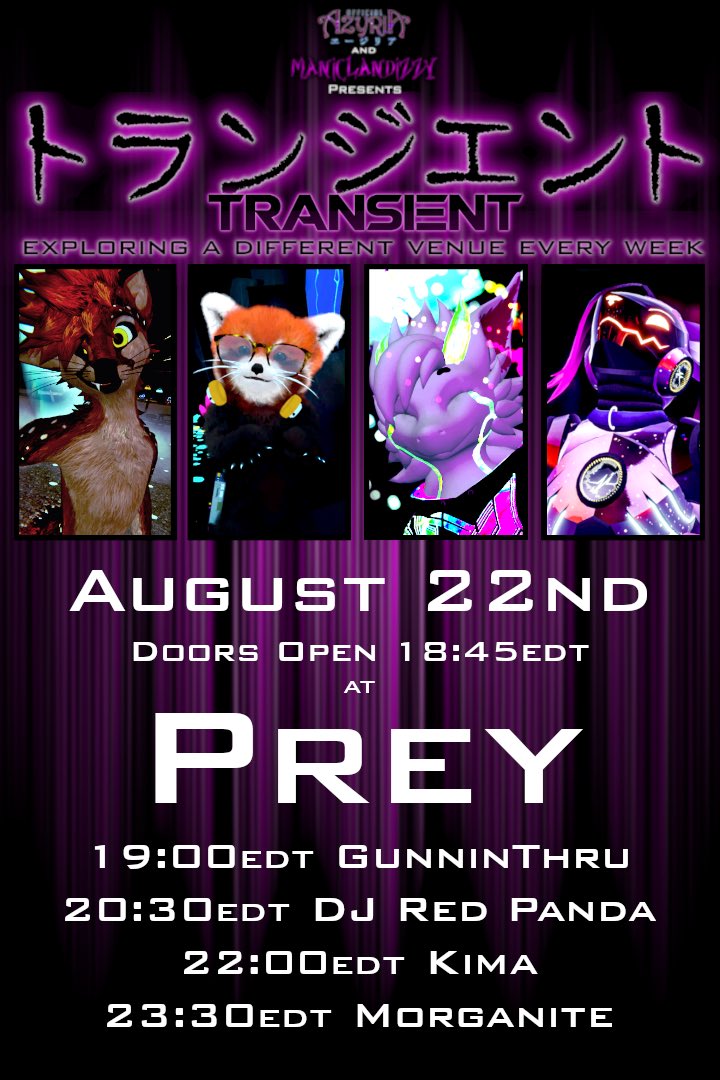 OFFICIAL
AZYRIA
エージリア
AND
MANICLANDIZZY
PRESENTS
トランジエント
TRANSIENT
EXPLORING A DIFFERENT VENUE EVERY WEEK
AUGUST 22ND
DOORS OPEN 18:45EDT
AT
PREY
19:00EDT GUNNINTHRU
20:30EDT DJ RED PANDA
22:00EDT KIMA
23:30EDT MORGANITE